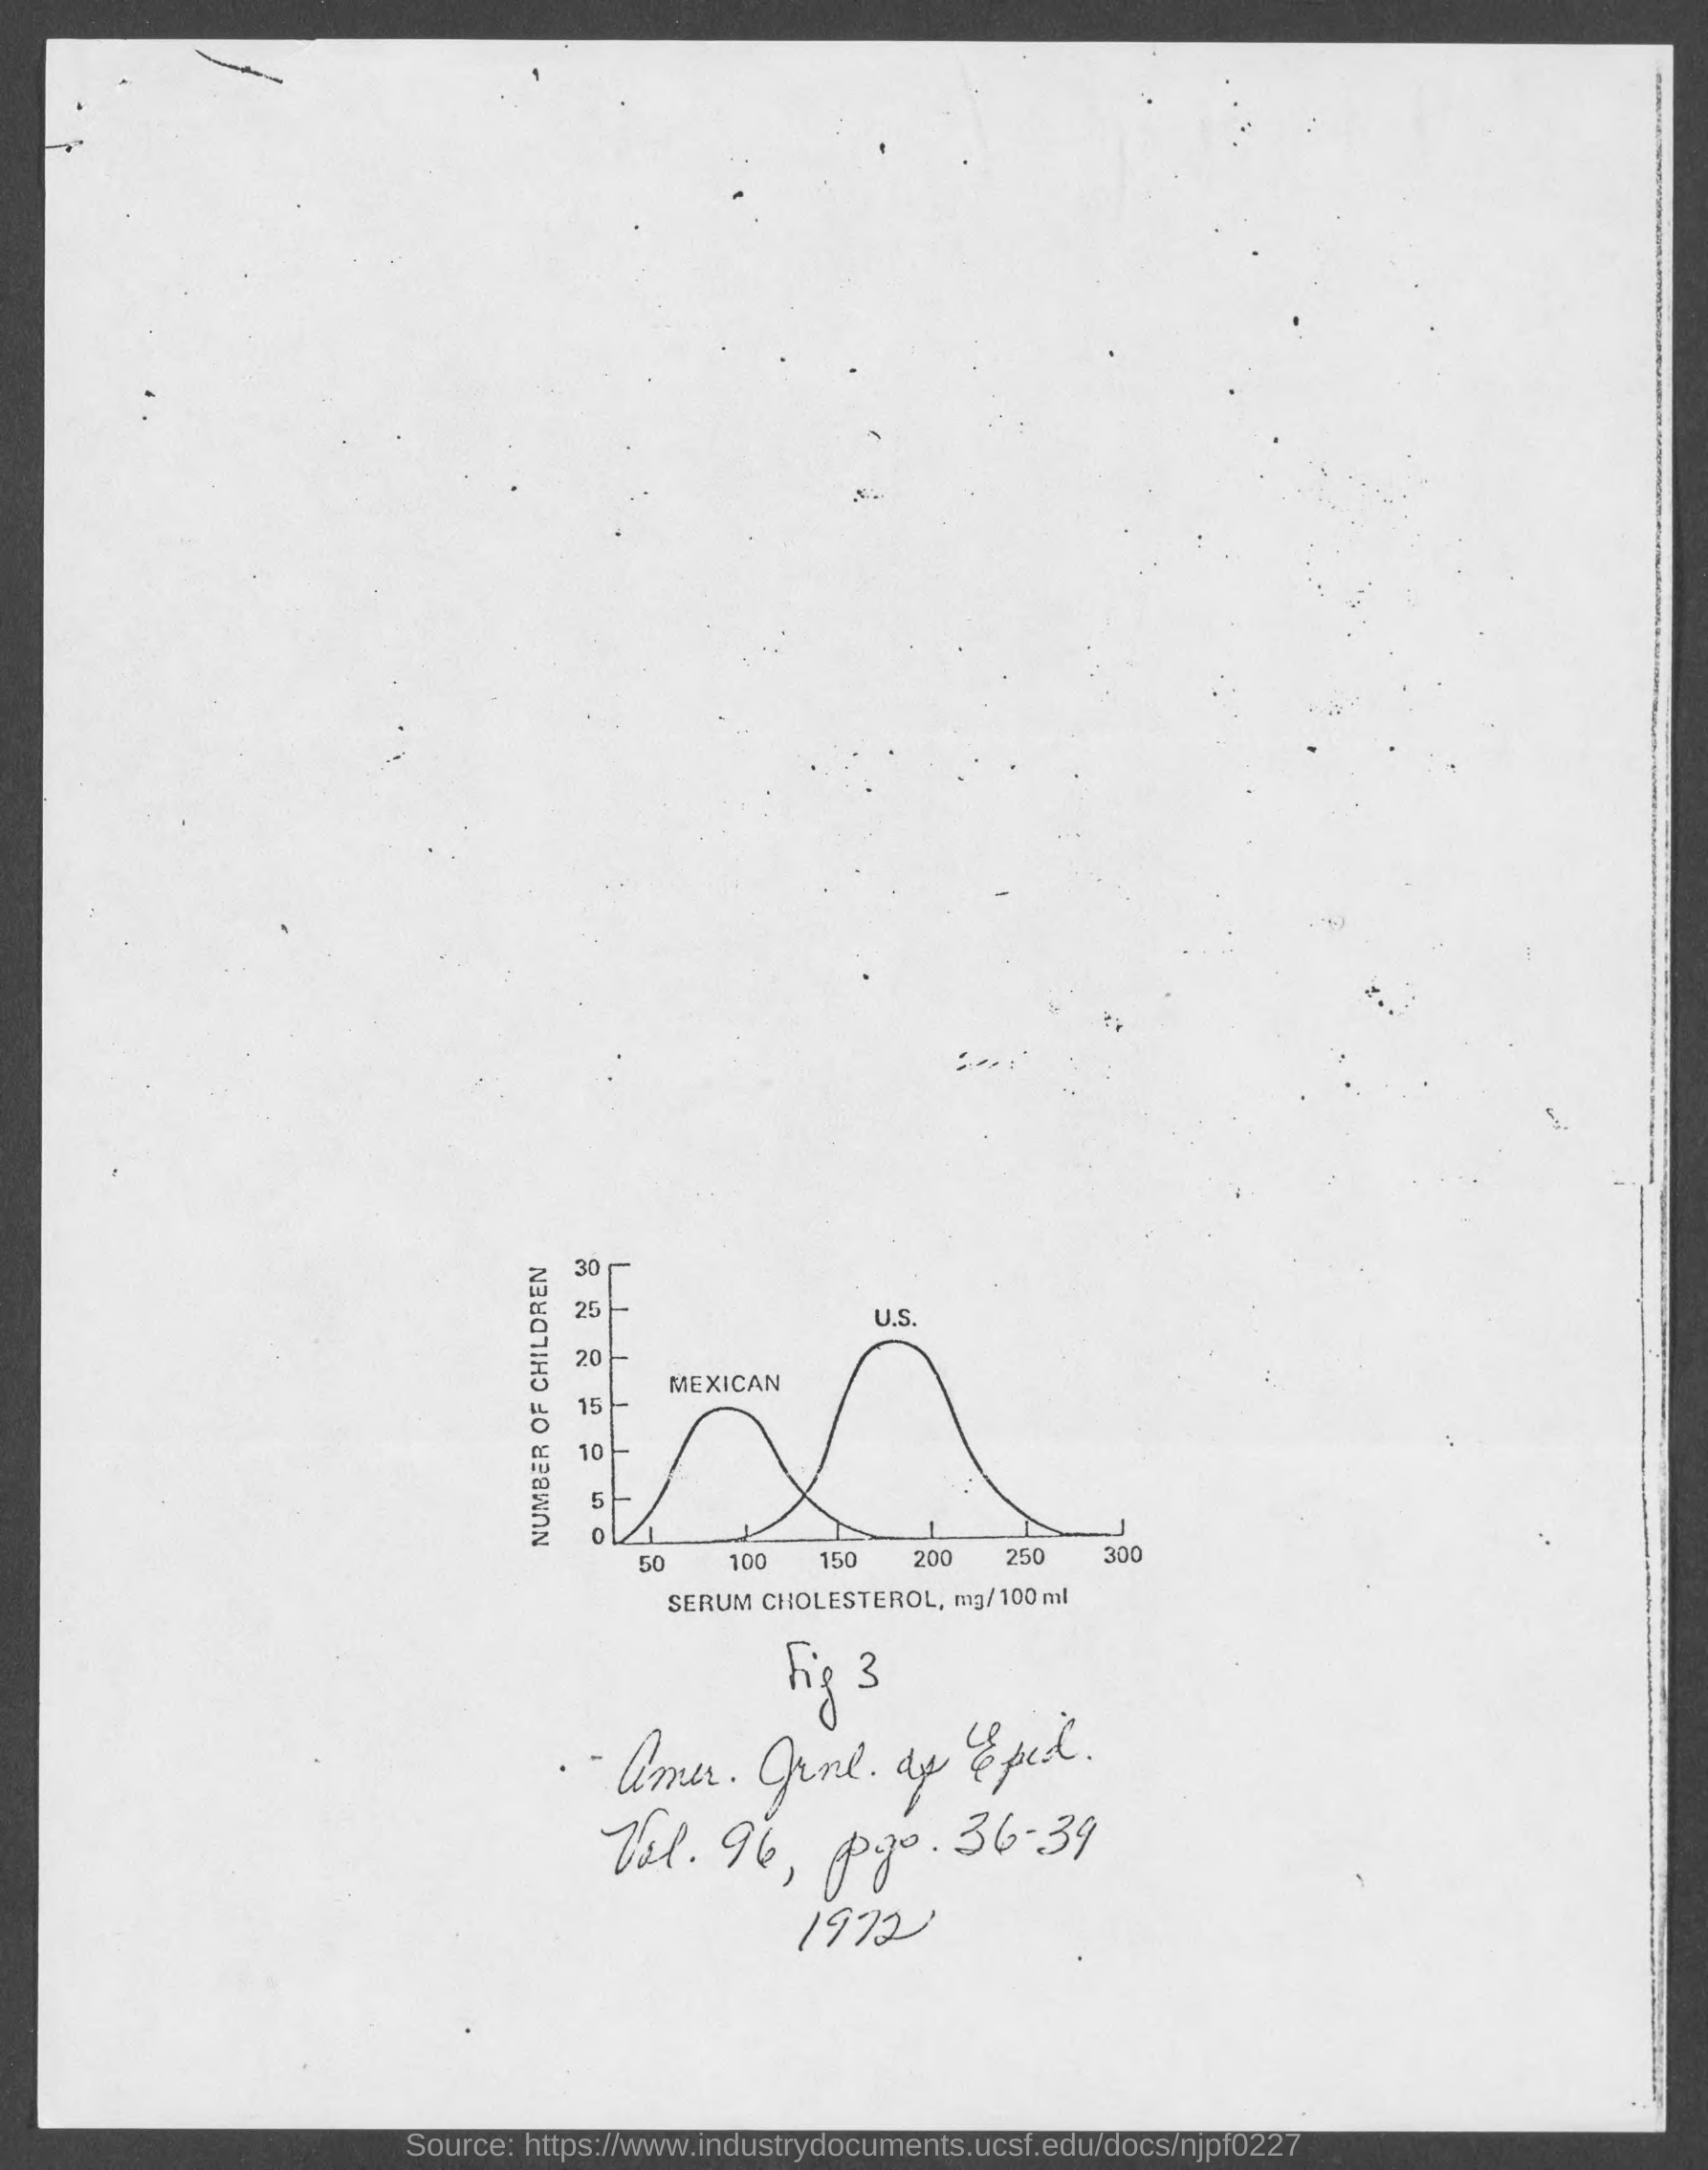 NUMBER OF CHILDREN
30
25
20
15
10
5
0
MEXICAN
U.S.
50 100 150 200 250 300
SERUM CHOLESTEROL, mg/100 ml
Fig 3
- Amer. Jrnl. of Epid.
Vol. 96, pgs. 36-39
1972
Source: https://www.industrydocuments.ucsf.edu/docs/njpf0227